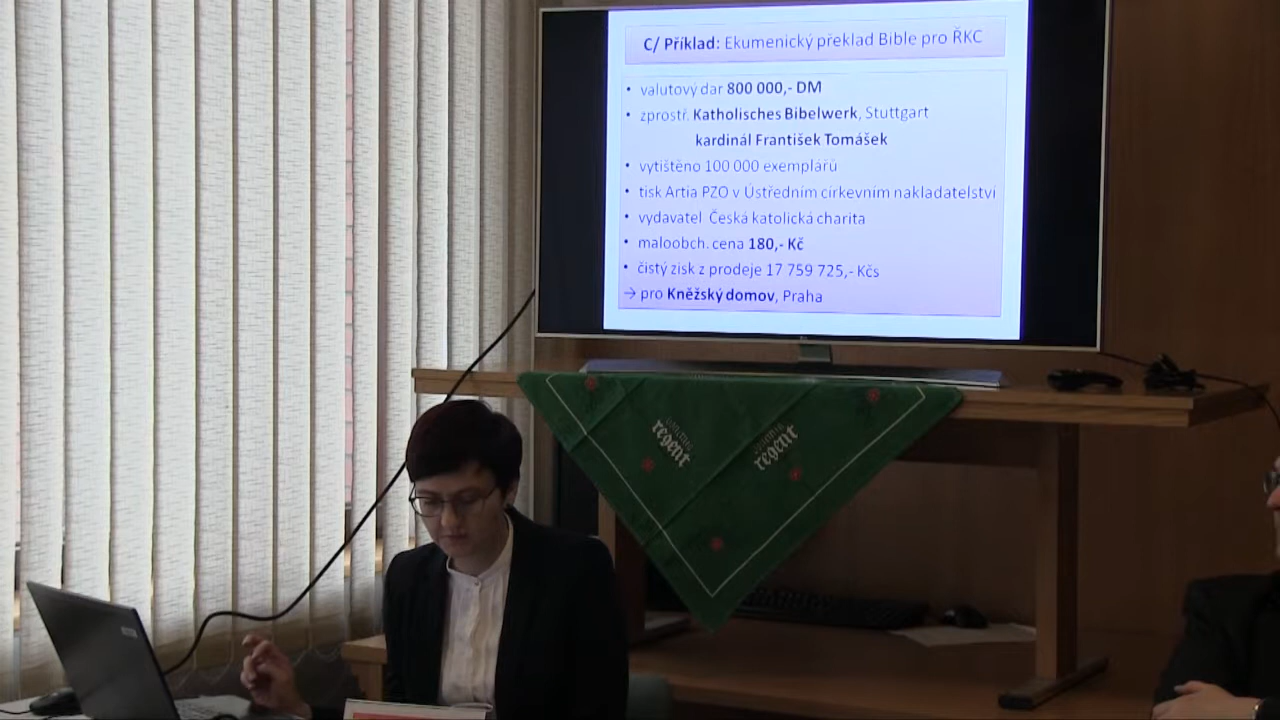 C/ Příklad: Ekumenický překlad Bible pro ŘKC
• valutový dar 800 000,- DM
• zprostř. Katholisches Bibelwerk, Stuttgart
kardinál František Tomášek
• vytištěno 100 000 exemplářů
• tisk Artia PZO v Ústředním církevním nakladatelství
• vydavatel Česká katolická charita
• maloobch. cena 180,- Kč
• čistý zisk z prodeje 17 759 725,- Kčs
→ pro Kněžský domov, Praha
regent
regent